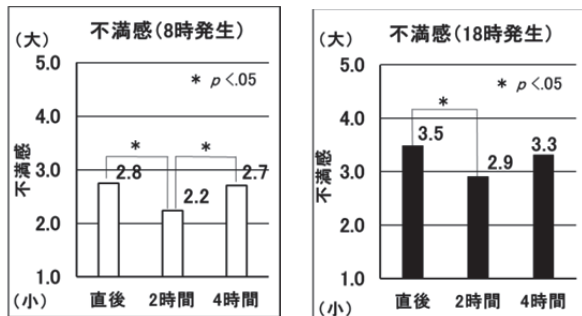 不満感(8時発生)
(大)
5.0
* p <.05
4.0
* *
3.0
2.8 2.2 2.7
不満感
2.0
1.0
(小)
直後 2時間 4時間
不満感(18時発生)
(大)
5.0
* p <.05
4.0
*
3.5 2.9 3.3
3.0
不満感
2.0
1.0
(小)
直後 2時間 4時間